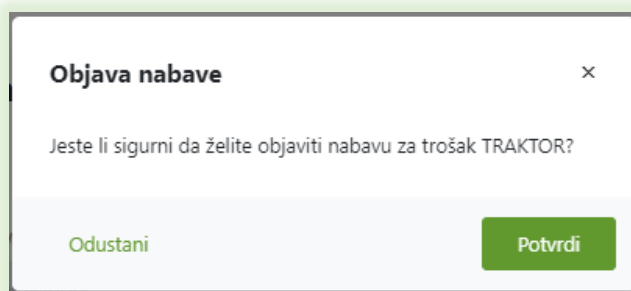 Objava nabave
Jeste li sigurni da želite objaviti nabavu za trošak TRAKTOR?
Odustani
Potvrdi